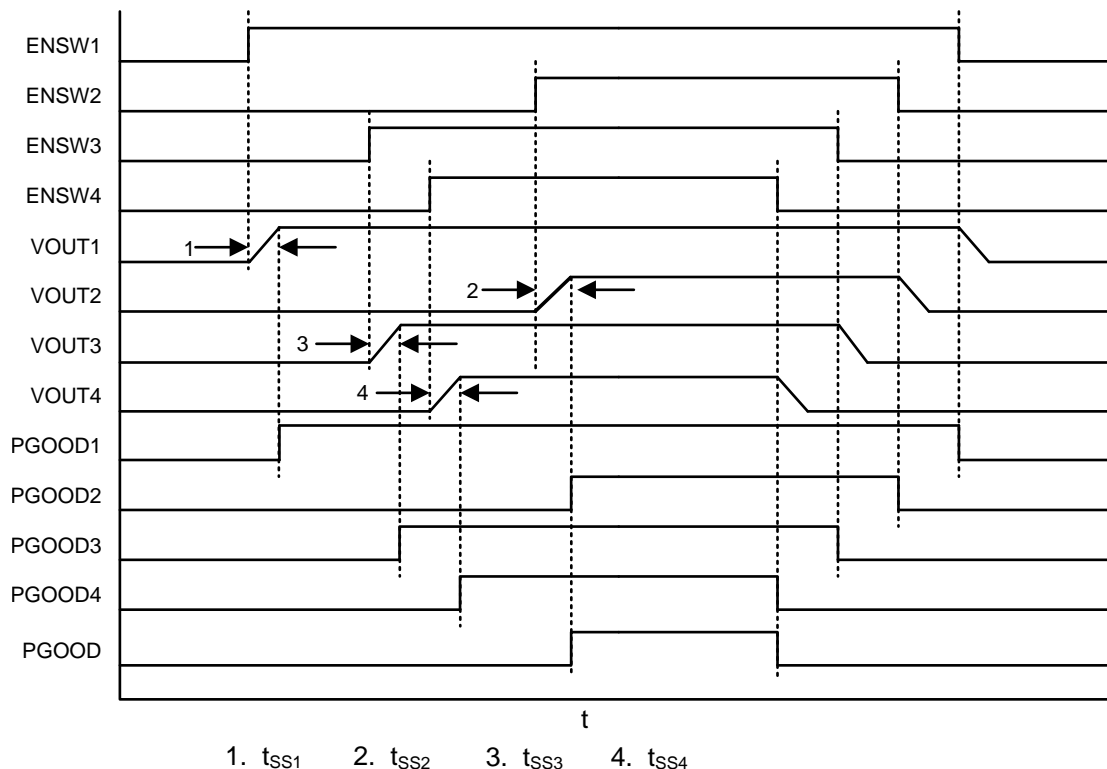 ENSW1
ENSW2
ENSW3
ENSW4
VOUT1
1
VOUT2
2
VOUT3
3
VOUT4
4
PGOOD1
PGOOD2
PGOOD3
PGOOD4
PGOOD
t
1. tSS1 2. tSS2 3. tSS3 4. tSS4